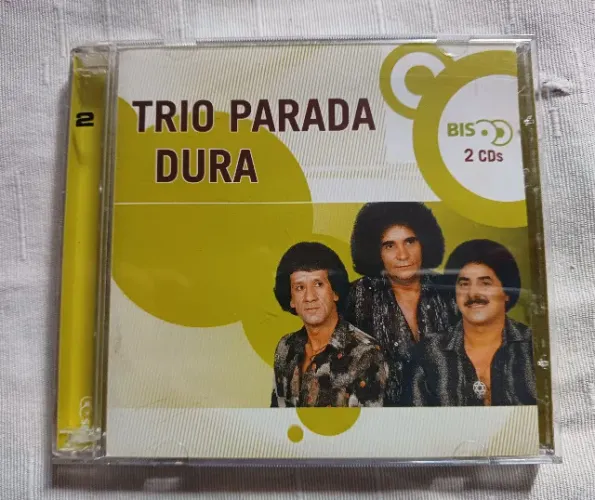 2
TRIO PARADA
DURA
BIS
2 CDs